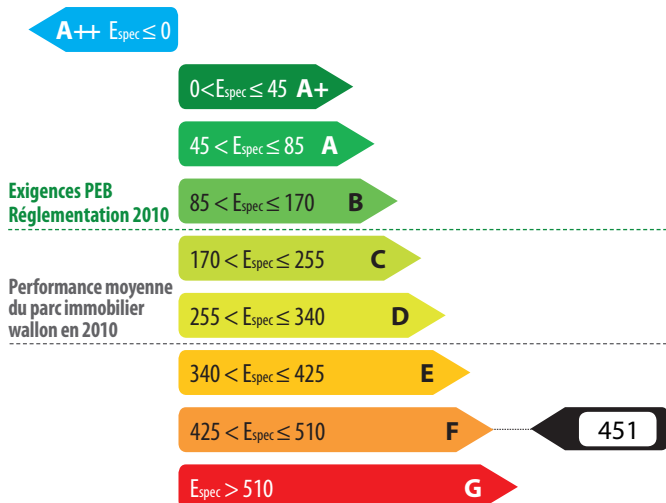 A++ Espec ≤ 0
0 < Espec ≤ 45 A+
45 < Espec ≤ 85 A
Exigences PEB
Réglementation 2010
85 < Espec ≤ 170 B
170 < Espec ≤ 255 C
Performance moyenne
du parc immobilier
wallon en 2010
255 < Espec ≤ 340 D
340 < Espec ≤ 425 E
425 < Espec ≤ 510 F 451
Espec > 510 G